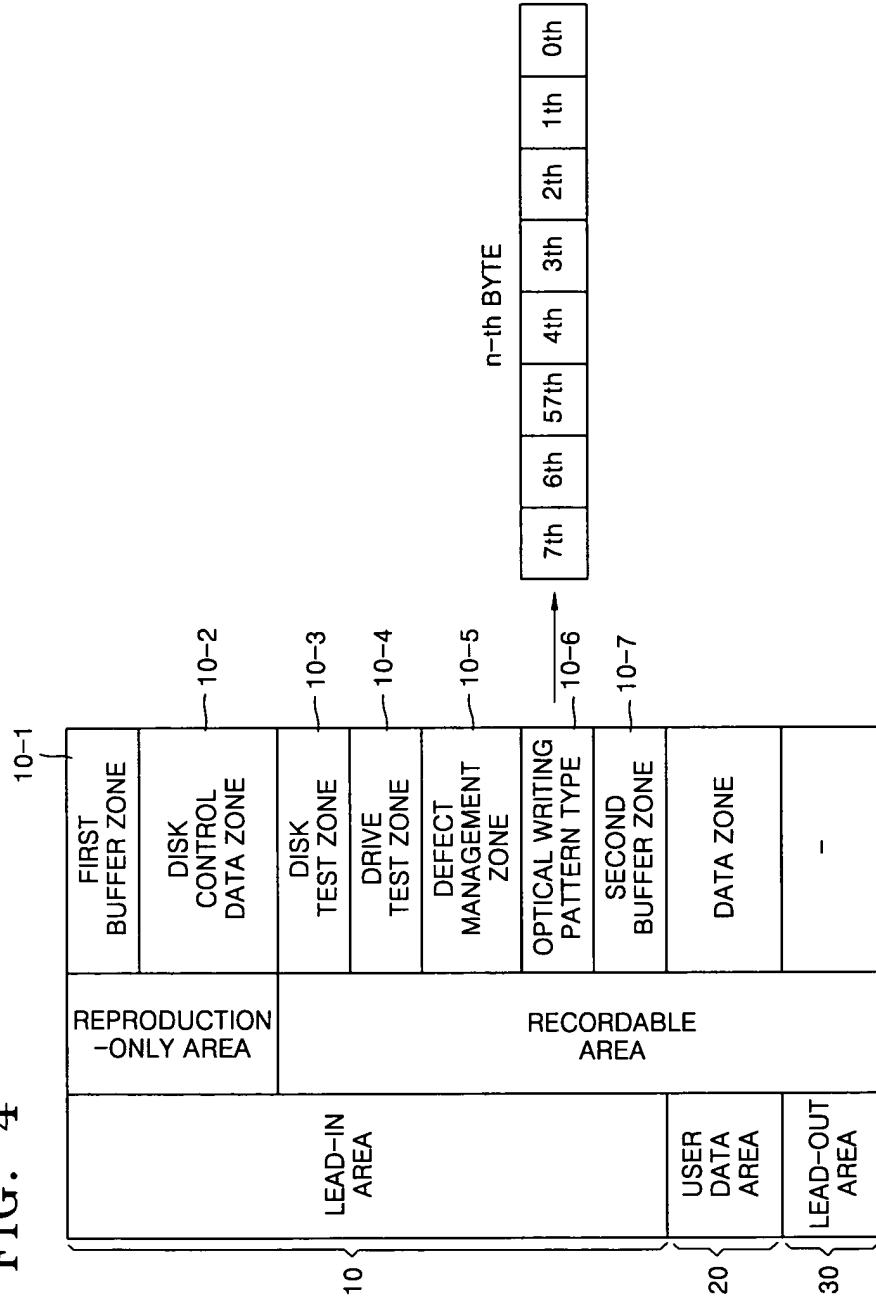 FIG. 4
10-1
FIRST
BUFFER ZONE
DISK
CONTROL
DATA ZONE
10-2
REPRODUCTION
-ONLY AREA
DISK
TEST ZONE
10-3
DRIVE
TEST ZONE
10-4
DEFECT
MANAGEMENT
ZONE
10-5
OPTICAL WRITING
PATTERN TYPE
10-6
SECOND
BUFFER ZONE
10-7
RECORDABLE
AREA
LEAD-IN
AREA
10
USER
DATA
AREA
20
DATA ZONE
LEAD-OUT
AREA
30
-
n-th BYTE
7th 6th 57th 4th 3th 2th 1th 0th